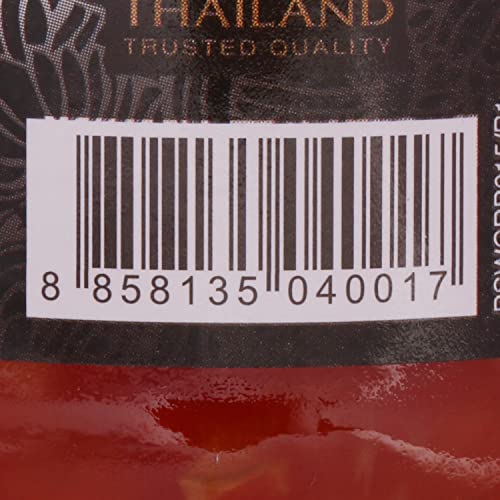 THAILAND
TRUSTED QUALITY
8 858135 040017